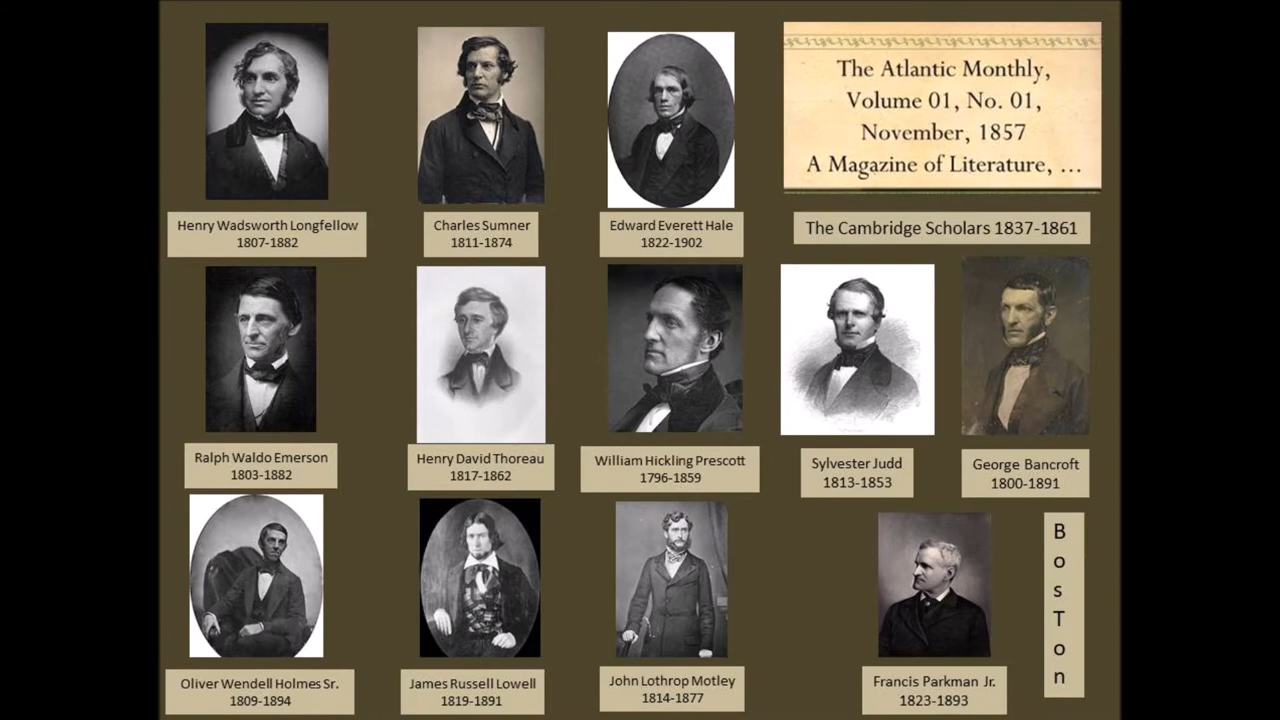 The Atlantic Monthly,
Volume 01, No. 01,
November, 1857
A Magazine of Literature, ...
Henry Wadsworth Longfellow
1807-1882
Charles Sumner
1811-1874
Edward Everett Hale
1822-1902
The Cambridge Scholars 1837-1861
Ralph Waldo Emerson
1803-1882
Henry David Thoreau
1817-1862
William Hickling Prescott
1796-1859
Sylvester Judd
1813-1853
George Bancroft
1800-1891
Oliver Wendell Holmes Sr.
1809-1894
James Russell Lowell
1819-1891
John Lothrop Motley
1814-1877
Francis Parkman Jr.
1823-1893
B
o
s
T
o
n